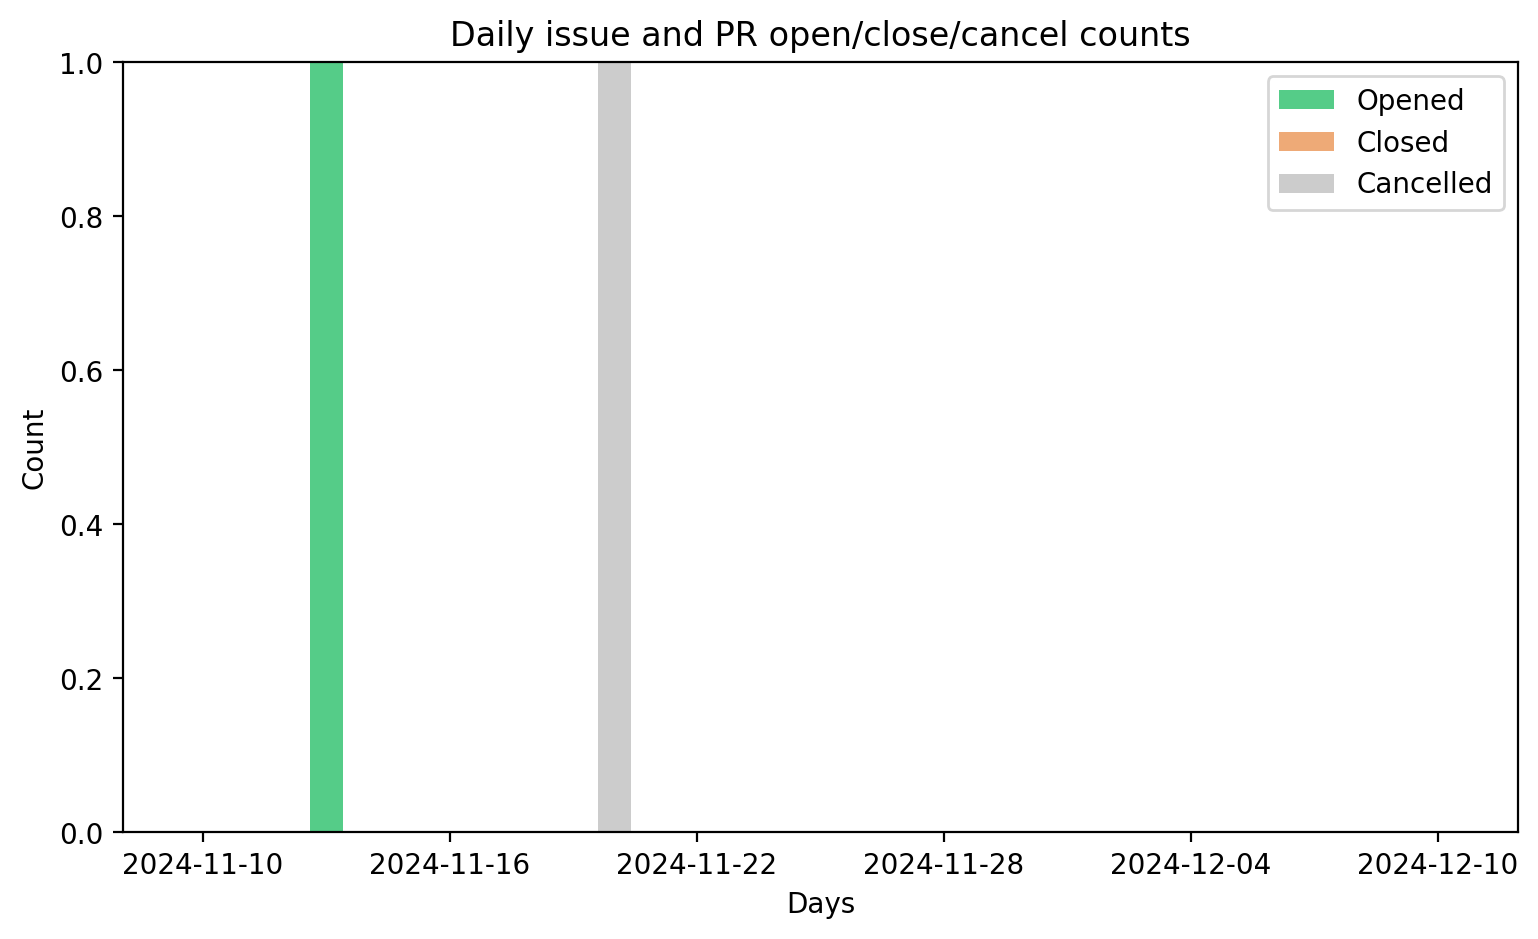 Daily issue and PR open/close/cancel counts
1.0
0.8
0.6
0.4
0.2
0.0
Count
Opened
Closed
Cancelled
2024-11-10 2024-11-16 2024-11-22 2024-11-28 2024-12-04 2024-12-10
Days